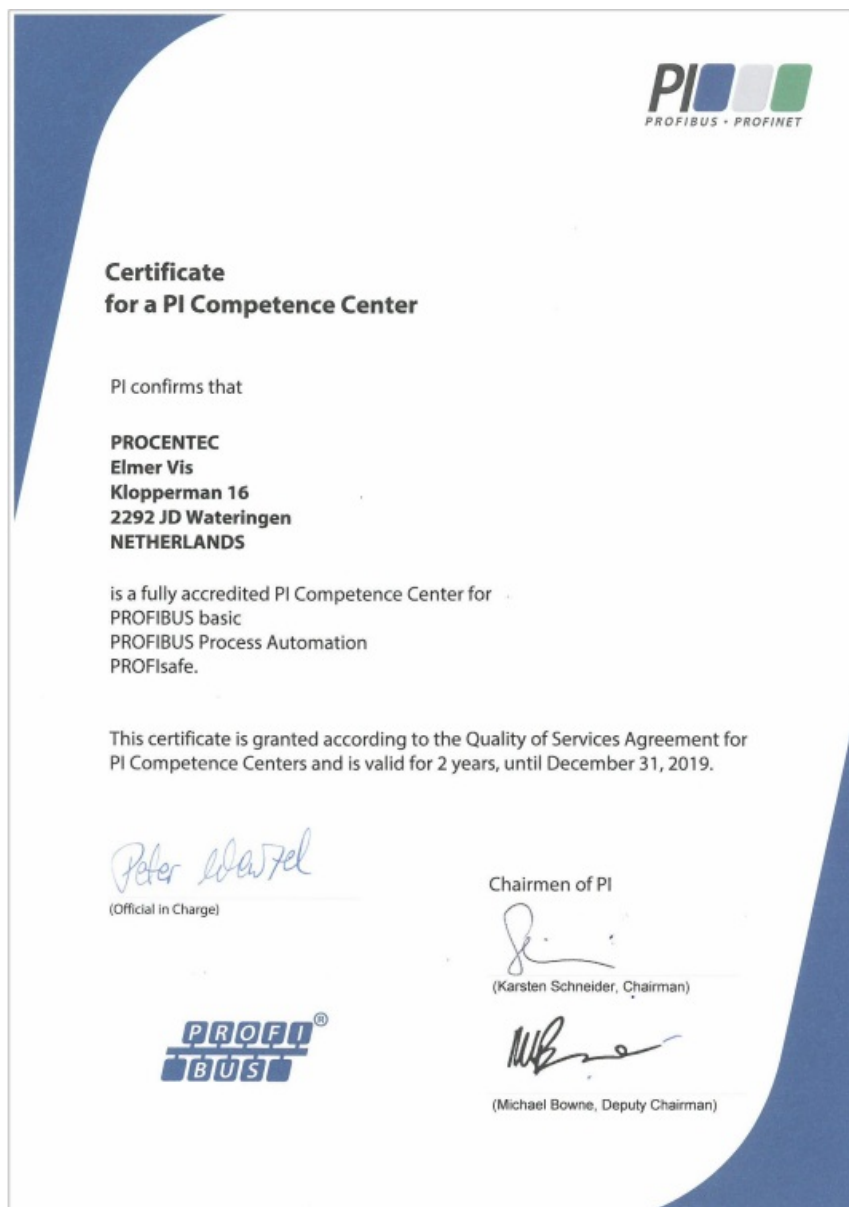 PI
PROFIBUS • PROFINET
Certificate
for a PI Competence Center
PI confirms that
PROCENTEC
Elmer Vis
Klopperman 16
2292 JD Wateringen
NETHERLANDS
is a fully accredited PI Competence Center for
PROFIBUS basic
PROFIBUS Process Automation
PROFIsafe.
This certificate is granted according to the Quality of Services Agreement for
PI Competence Centers and is valid for 2 years, until December 31, 2019.
Peter
(Official in Charge)
Chairmen of PI
(Karsten Schneider, Chairman)
(Michael Bowne, Deputy Chairman)
PROFI®
BUS